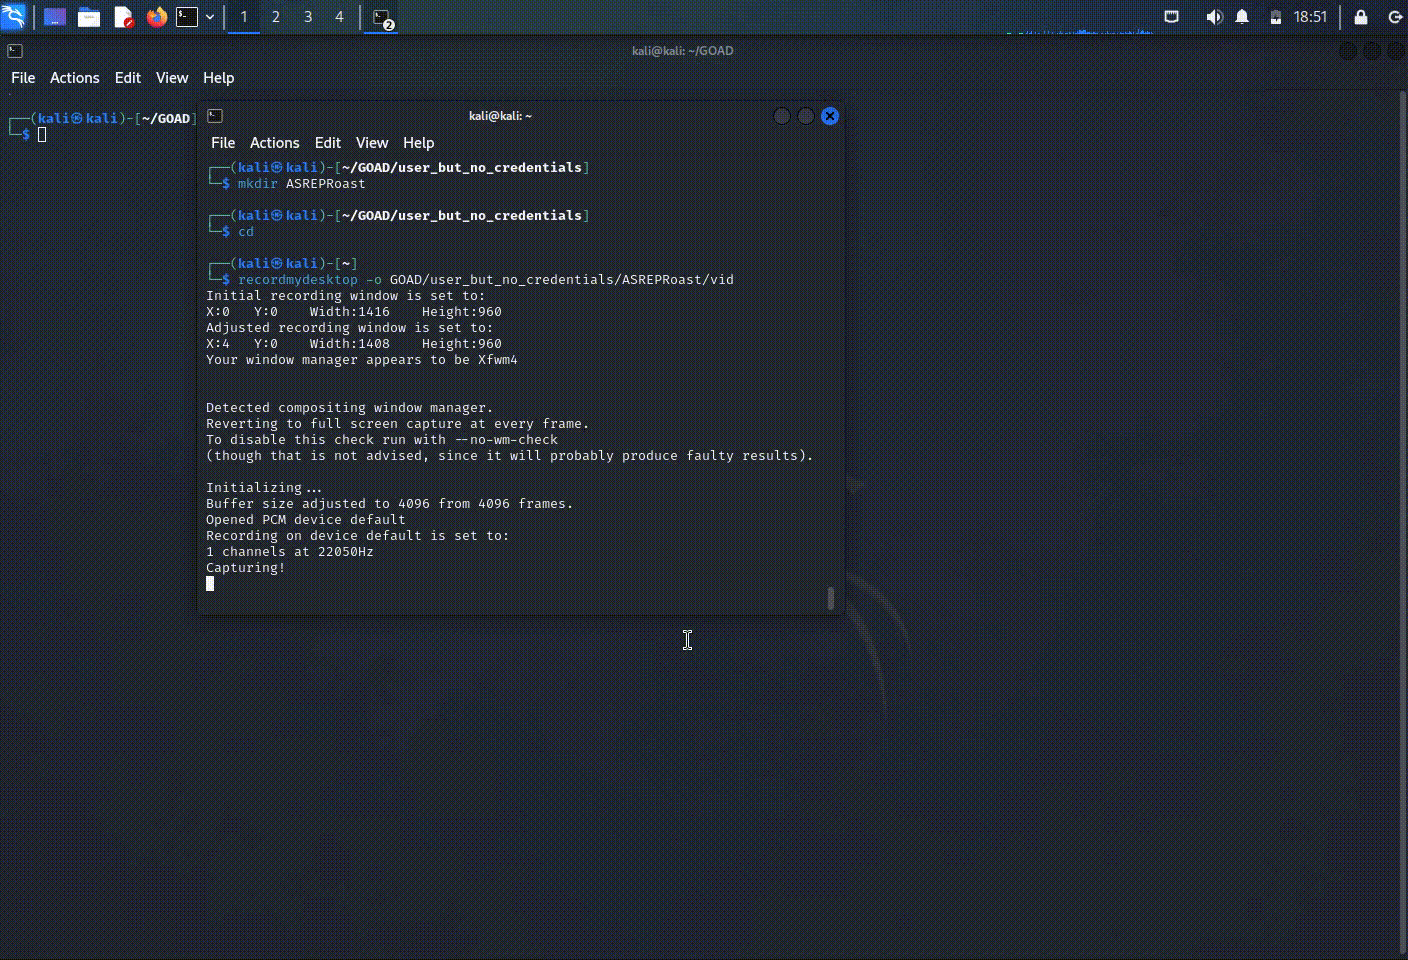 1 2 3 4 2 18:51
kali@kali: ~/GOAD
File Actions Edit View Help
┌──(kali㉿kali)-[~/GOAD]
└─$
kali@kali: ~
File Actions Edit View Help
┌──(kali㉿kali)-[~/GOAD/user_but_no_credentials]
└─$ mkdir ASREPRoast
┌──(kali㉿kali)-[~/GOAD/user_but_no_credentials]
└─$ cd
┌──(kali㉿kali)-[~]
└─$ recordmydesktop -o GOAD/user_but_no_credentials/ASREPRoast/vid
Initial recording window is set to:
X:0   Y:0    Width:1416    Height:960
Adjusted recording window is set to:
X:4   Y:0    Width:1408    Height:960
Your window manager appears to be Xfwm4
Detected compositing window manager.
Reverting to full screen capture at every frame.
To disable this check run with --no-wm-check
(though that is not advised, since it will probably produce faulty results).
Initializing...
Buffer size adjusted to 4096 from 4096 frames.
Opened PCM device default
Recording on device default is set to:
1 channels at 22050Hz
Capturing!